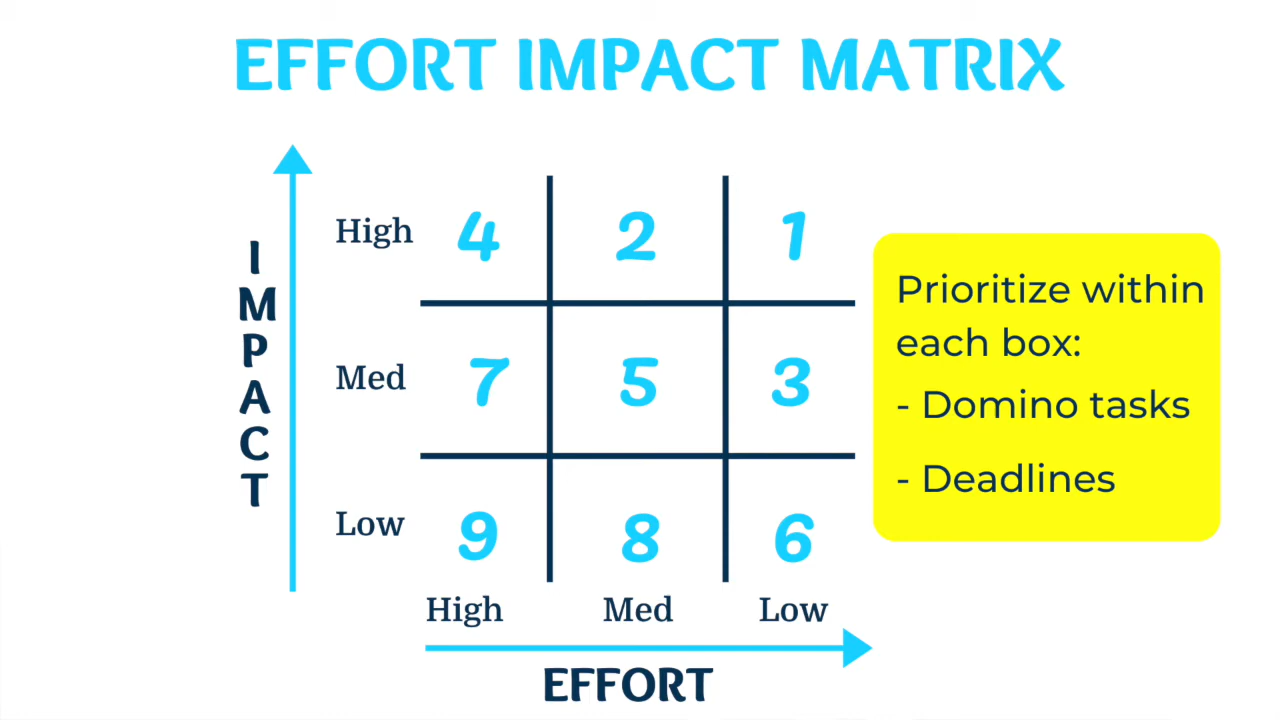 EFFORT IMPACT MATRIX
IMPACT
High 4 2 1
Med 7 5 3
Low 9 8 6
High Med Low
EFFORT
Prioritize within
each box:
- Domino tasks
- Deadlines